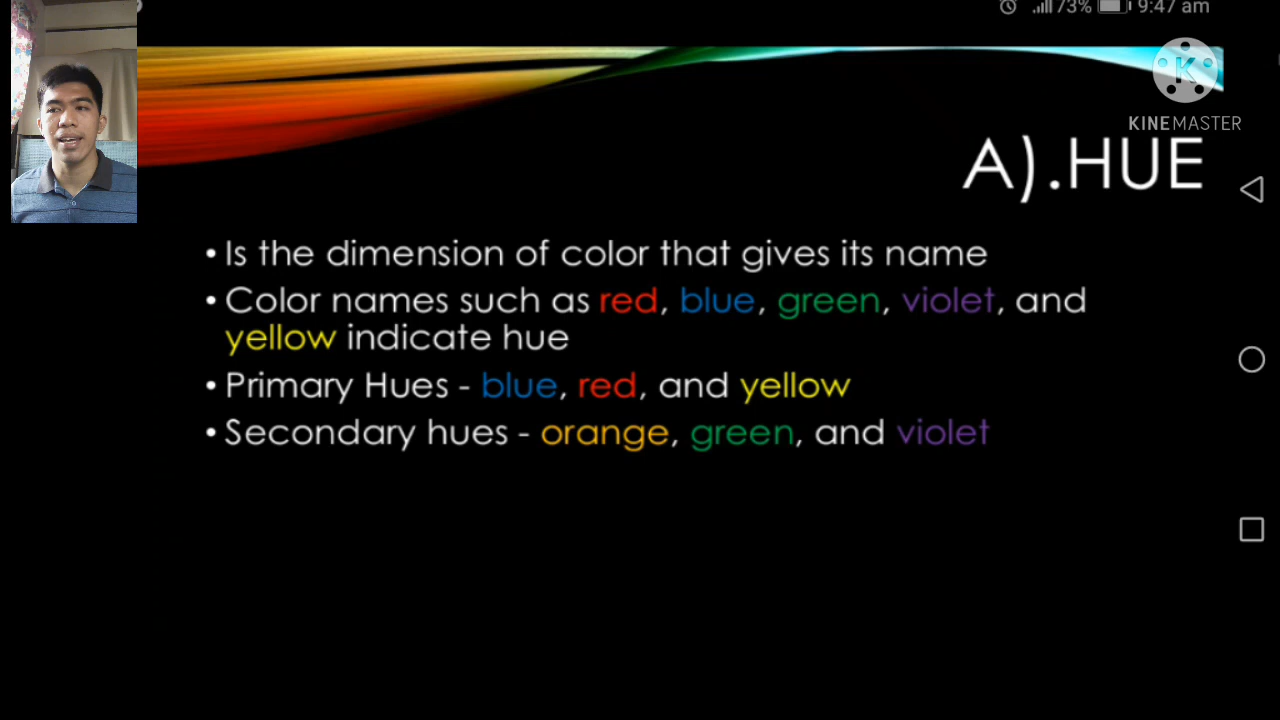 73% 9:47 am
KINEMASTER
A).HUE
• Is the dimension of color that gives its name
• Color names such as red, blue, green, violet, and
yellow indicate hue
• Primary Hues - blue, red, and yellow
• Secondary hues - orange, green, and violet